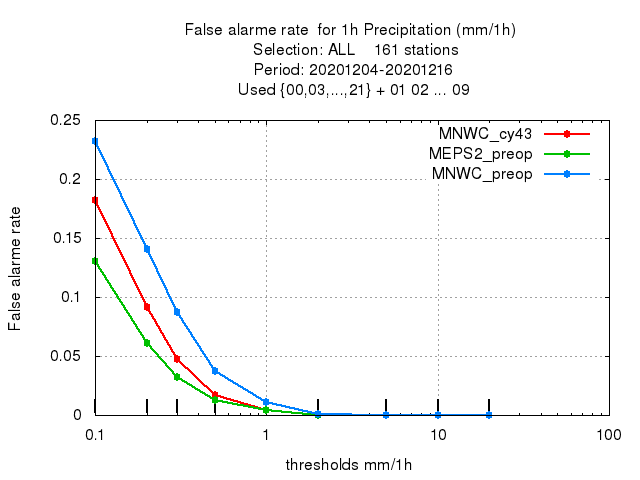 False alarme rate  for 1h Precipitation (mm/1h)
Selection: ALL    161 stations
Period: 20201204-20201216
Used {00,03,...,21} + 01 02 ... 09
MNWC_cy43
MEPS2_preop
MNWC_preop
0.25
0.2
0.15
0.1
0.05
0
False alarme rate
0.1 1 10 100
thresholds mm/1h